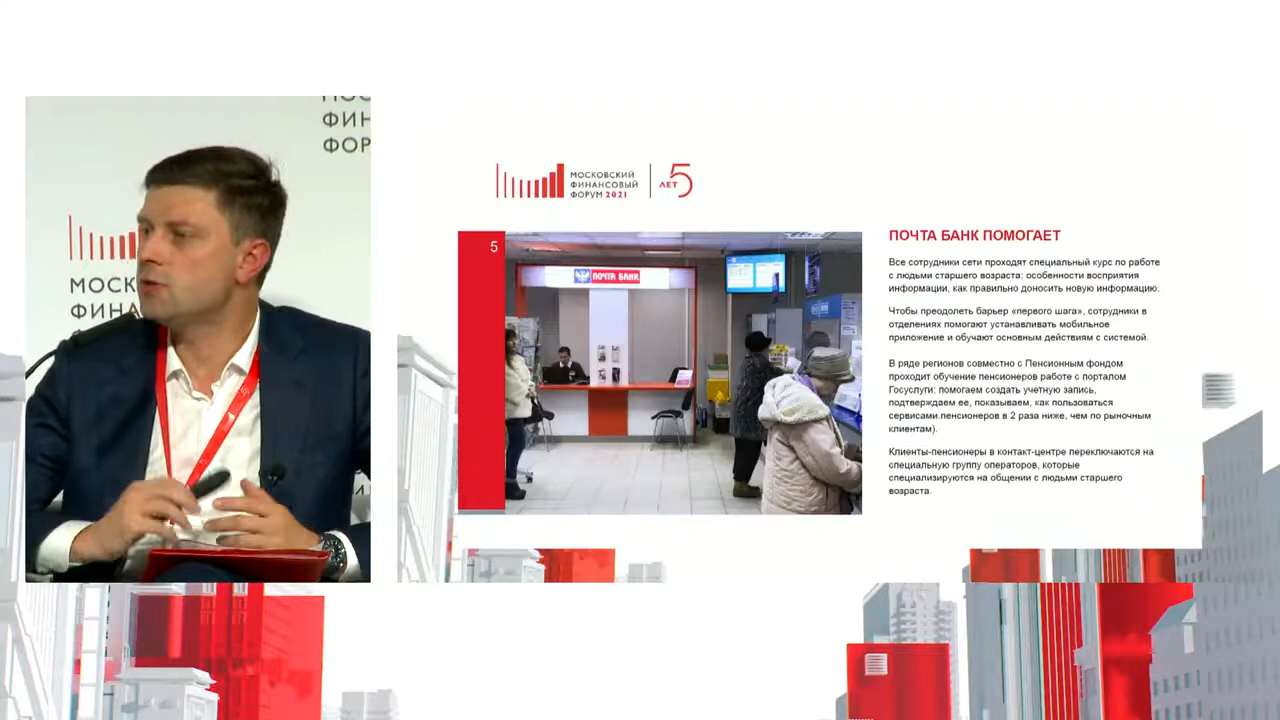 ФИН
ФОР
МОСК
ФИНА
МОСКОВСКИЙ
ФИНАНСОВЫЙ
ФОРУМ 2021
5
ЛЕТ
5
ПОЧТА БАНК
ПОЧТА БАНК ПОМОГАЕТ
Все сотрудники сети проходят специальный курс по работе
с людьми старшего возраста: особенности восприятия
информации, как правильно доносить новую информацию.
Чтобы преодолеть барьер «первого шага», сотрудники в
отделениях помогают устанавливать мобильное
приложение и обучают основным действиям с системой.
В ряде регионов совместно с Пенсионным фондом
проходит обучение пенсионеров работе с порталом
Госуслуги: помогаем создать учетную запись,
подтверждаем ее, показываем, как пользоваться
сервисами.пенсионеров в 2 раза ниже, чем по рыночным
клиентам).
Клиенты-пенсионеры в контакт-центре переключаются на
специальную группу операторов, которые
специализируются на общении с людьми старшего
возраста.